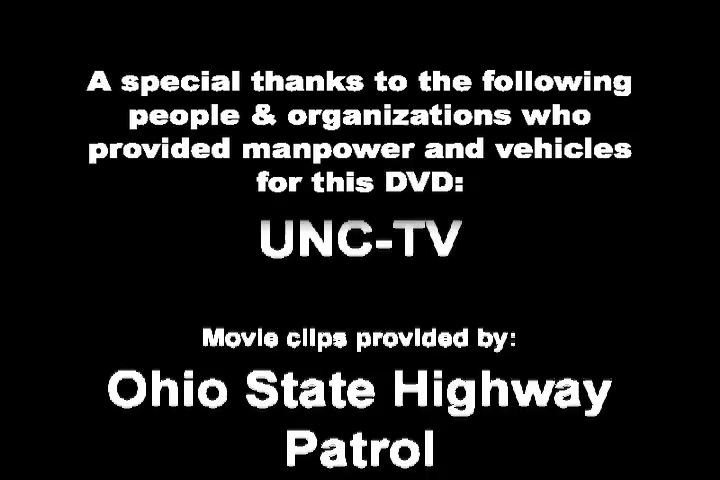 A special thanks to the following
people & organizations who
provided manpower and vehicles
for this DVD:
UNC-TV
Movie clips provided by:
Ohio State Highway
Patrol